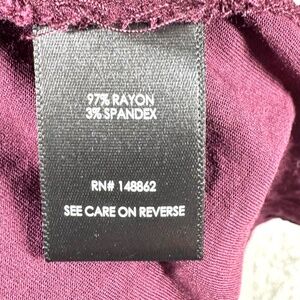 97% RAYON
3% SPANDEX
RN# 148862
SEE CARE ON REVERSE